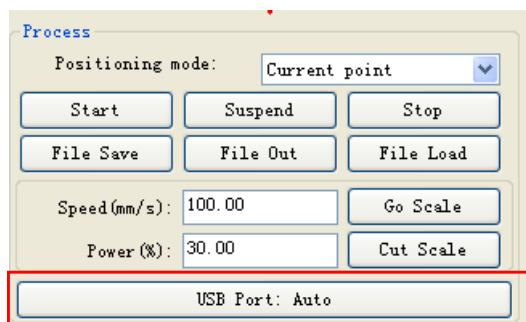 Process
Positioning mode: Current point
Start Suspend Stop
File Save File Out File Load
Speed(mm/s): 100.00 Go Scale
Power(%): 30.00 Cut Scale
USB Port: Auto